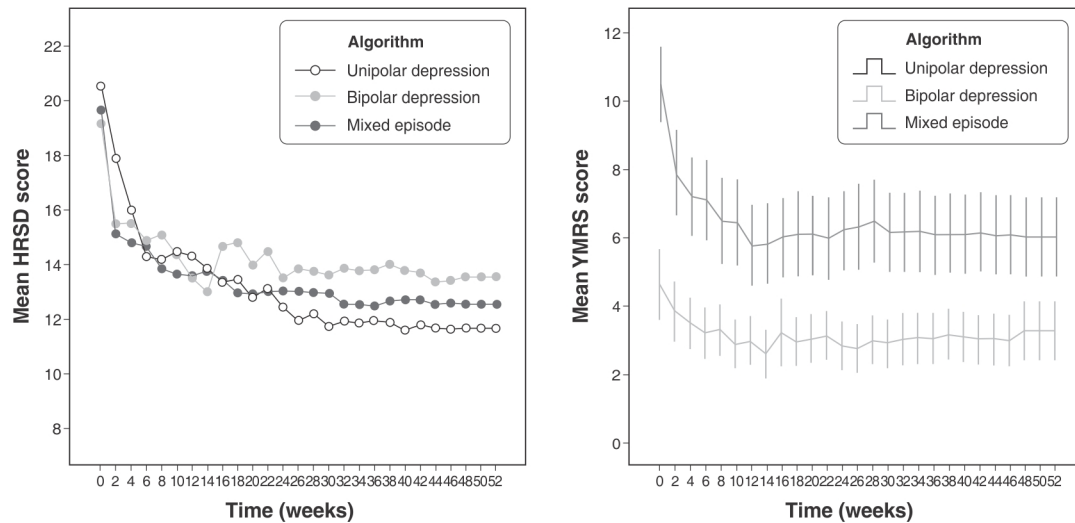 Mean HRSD score
22
20
18
16
14
12
10
8
Algorithm
Unipolar depression
Bipolar depression
Mixed episode
0 2 4 6 8 10 12 14 16 18 20 22 24 26 28 30 32 34 36 38 40 42 44 46 48 50 52
Time (weeks)
Mean YMRS score
12
10
8
6
4
2
0
Algorithm
Unipolar depression
Bipolar depression
Mixed episode
0 2 4 6 8 10 12 14 16 18 20 22 24 26 28 30 32 34 36 38 40 42 44 46 48 50 52
Time (weeks)